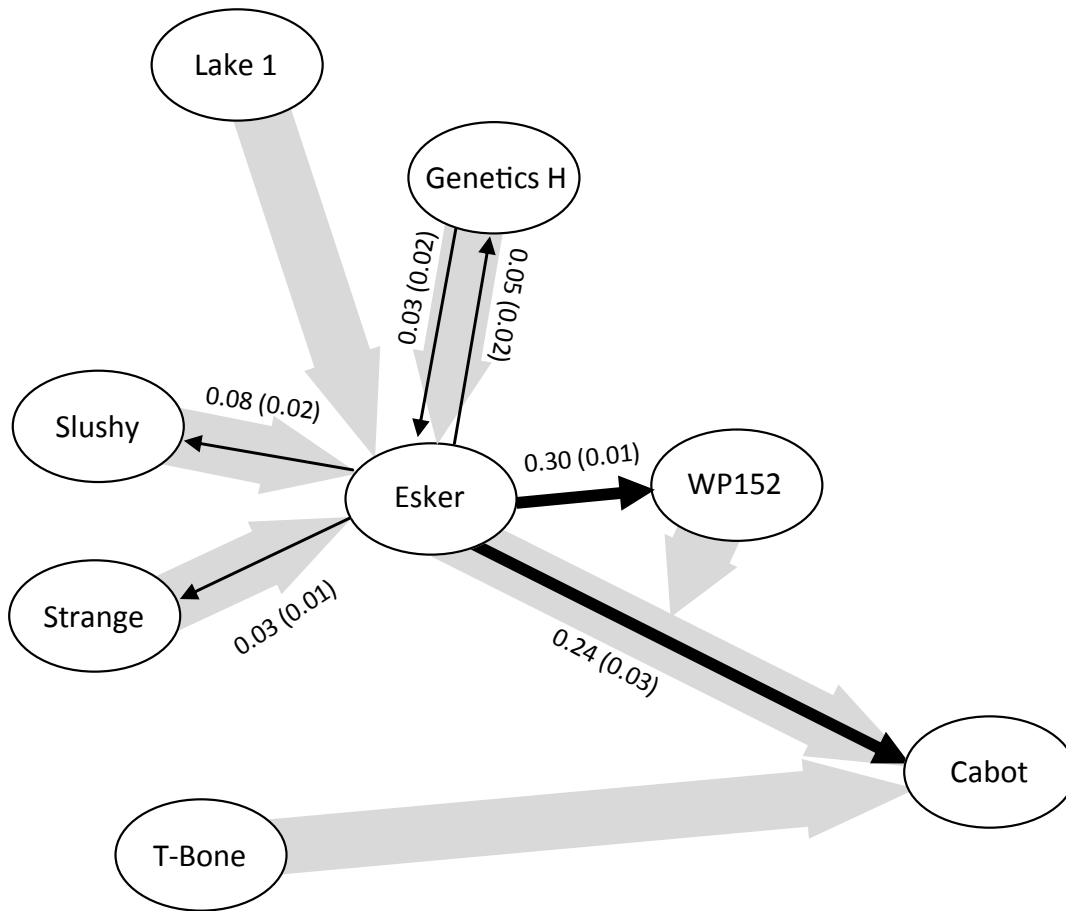 Lake 1
Genetics H
0.03 (0.02)
0.05 (0.02)
Slushy
0.08 (0.02)
Esker
0.30 (0.01)
WP152
Strange
0.03 (0.01)
0.24 (0.03)
Cabot
T-Bone